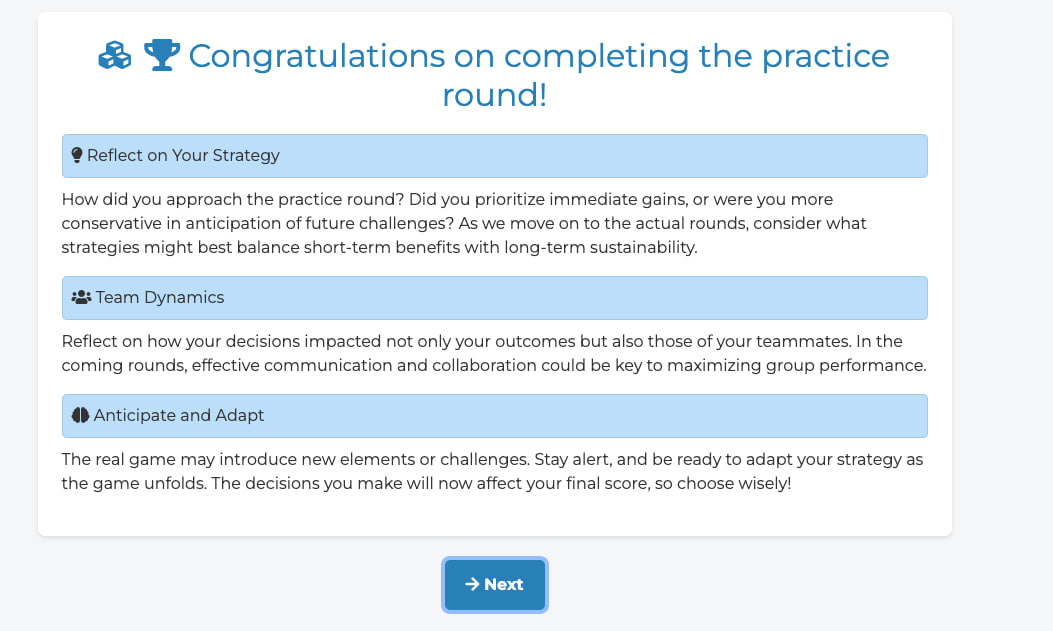 Congratulations on completing the practice
round!
Reflect on Your Strategy
How did you approach the practice round? Did you prioritize immediate gains, or were you more
conservative in anticipation of future challenges? As we move on to the actual rounds, consider what
strategies might best balance short-term benefits with long-term sustainability.
Team Dynamics
Reflect on how your decisions impacted not only your outcomes but also those of your teammates. In the
coming rounds, effective communication and collaboration could be key to maximizing group performance.
Anticipate and Adapt
The real game may introduce new elements or challenges. Stay alert, and be ready to adapt your strategy as
the game unfolds. The decisions you make will now affect your final score, so choose wisely!
Next